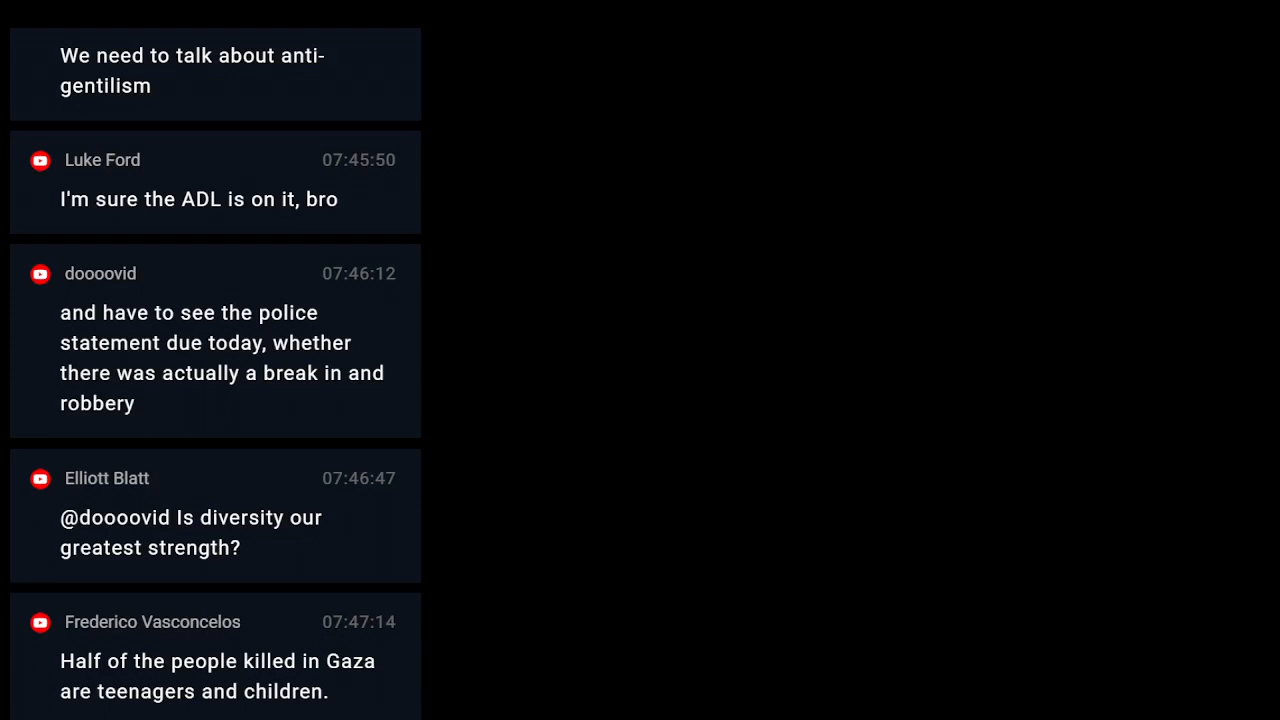 We need to talk about anti-
gentilism
Luke Ford 07:45:50
I'm sure the ADL is on it, bro
doooovid 07:46:12
and have to see the police
statement due today, whether
there was actually a break in and
robbery
Elliott Blatt 07:46:47
@doooovid Is diversity our
greatest strength?
Frederico Vasconcelos 07:47:14
Half of the people killed in Gaza
are teenagers and children.